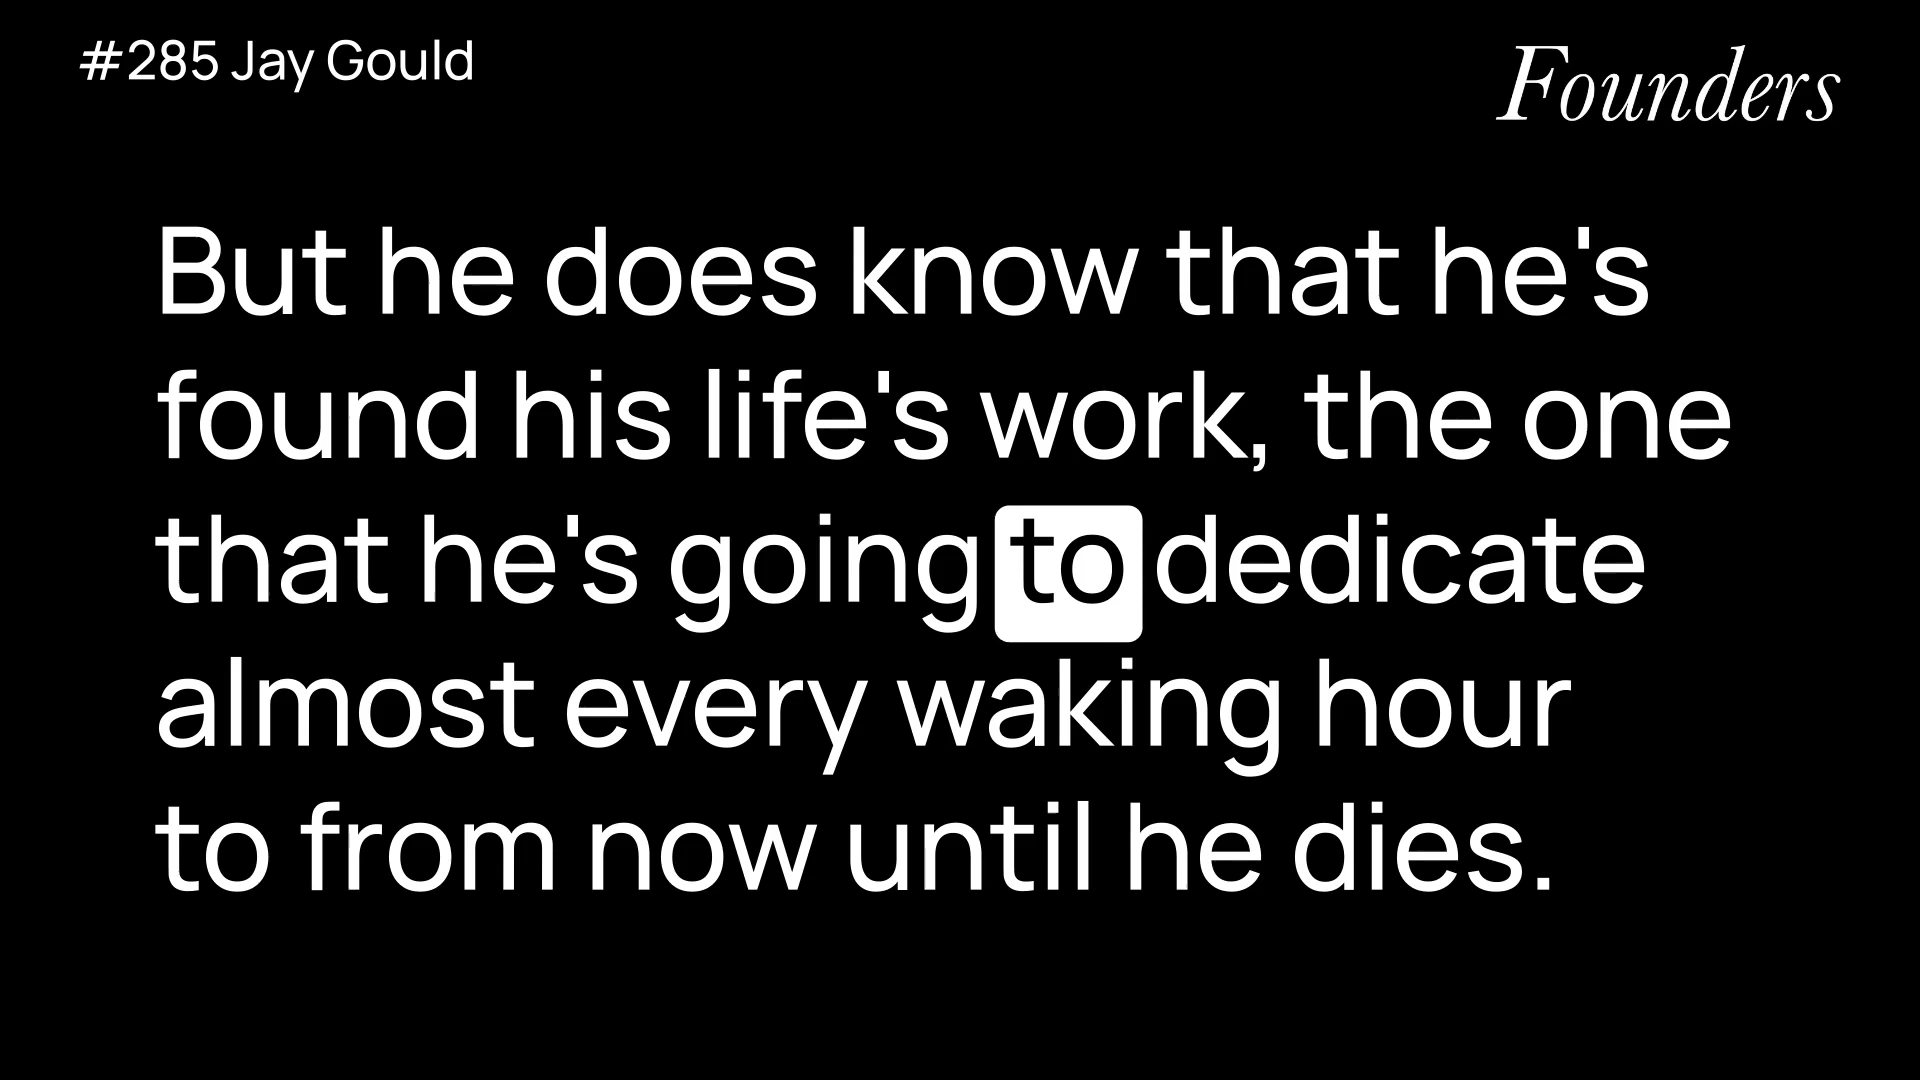 #285 Jay Gould
Founders
But he does know that he's
found his life's work, the one
that he's going to dedicate
almost every waking hour
to from now until he dies.